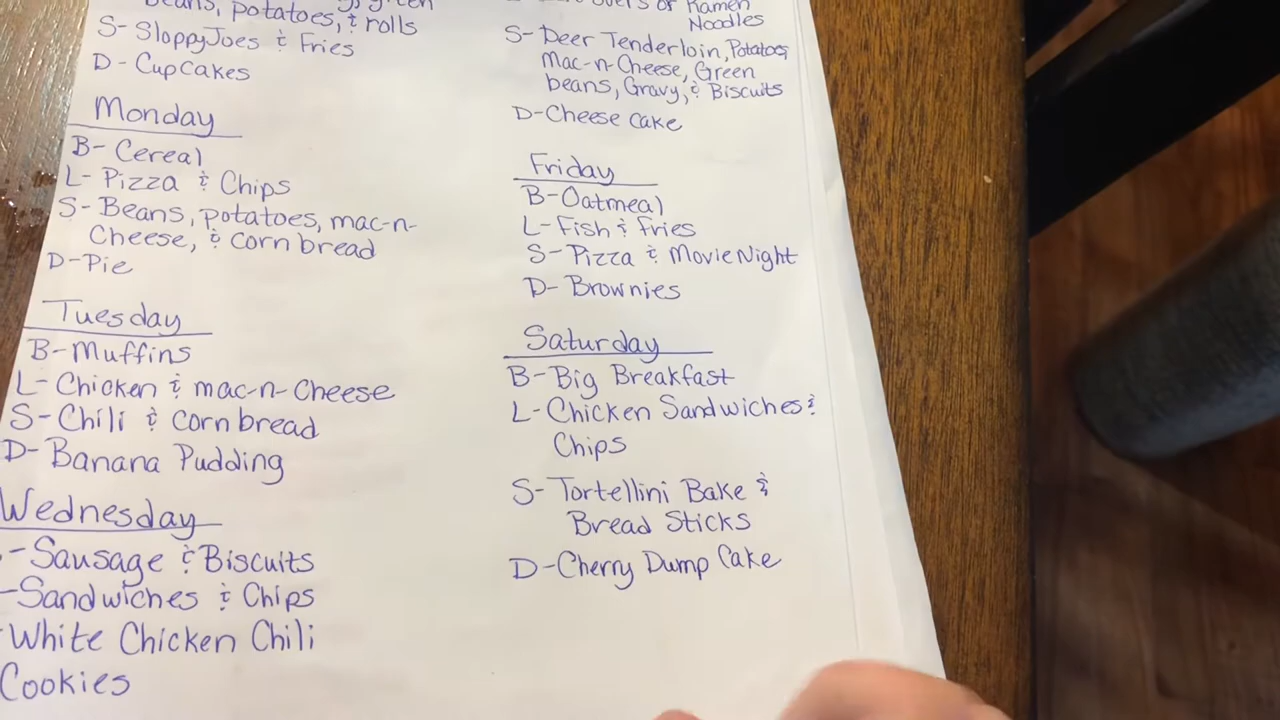 beans, potatoes, & rolls
S- Sloppy Joes & Fries
D - Cupcakes
Monday
B- Cereal
L- Pizza & Chips
S- Beans, potatoes, mac-n-
Cheese, & corn bread
D- Pie
Tuesday
B- Muffins
L- Chicken & mac-n-Cheese
S- Chili & corn bread
D- Banana Pudding
Wednesday
-Sausage & Biscuits
-Sandwiches & Chips
-White Chicken Chili
Cookies
or Ramen
Noodles
S- Deer Tenderloin, Potatoes,
Mac-n-Cheese, Green
beans, Gravy, & Biscuits
D-Cheese cake
Friday
B-Oatmeal
L-Fish & fries
S-Pizza & Movie Night
D- Brownies
Saturday
B-Big Breakfast
L-Chicken Sandwiches &
Chips
S- Tortellini Bake &
Bread Sticks
D-Cherry Dump Cake